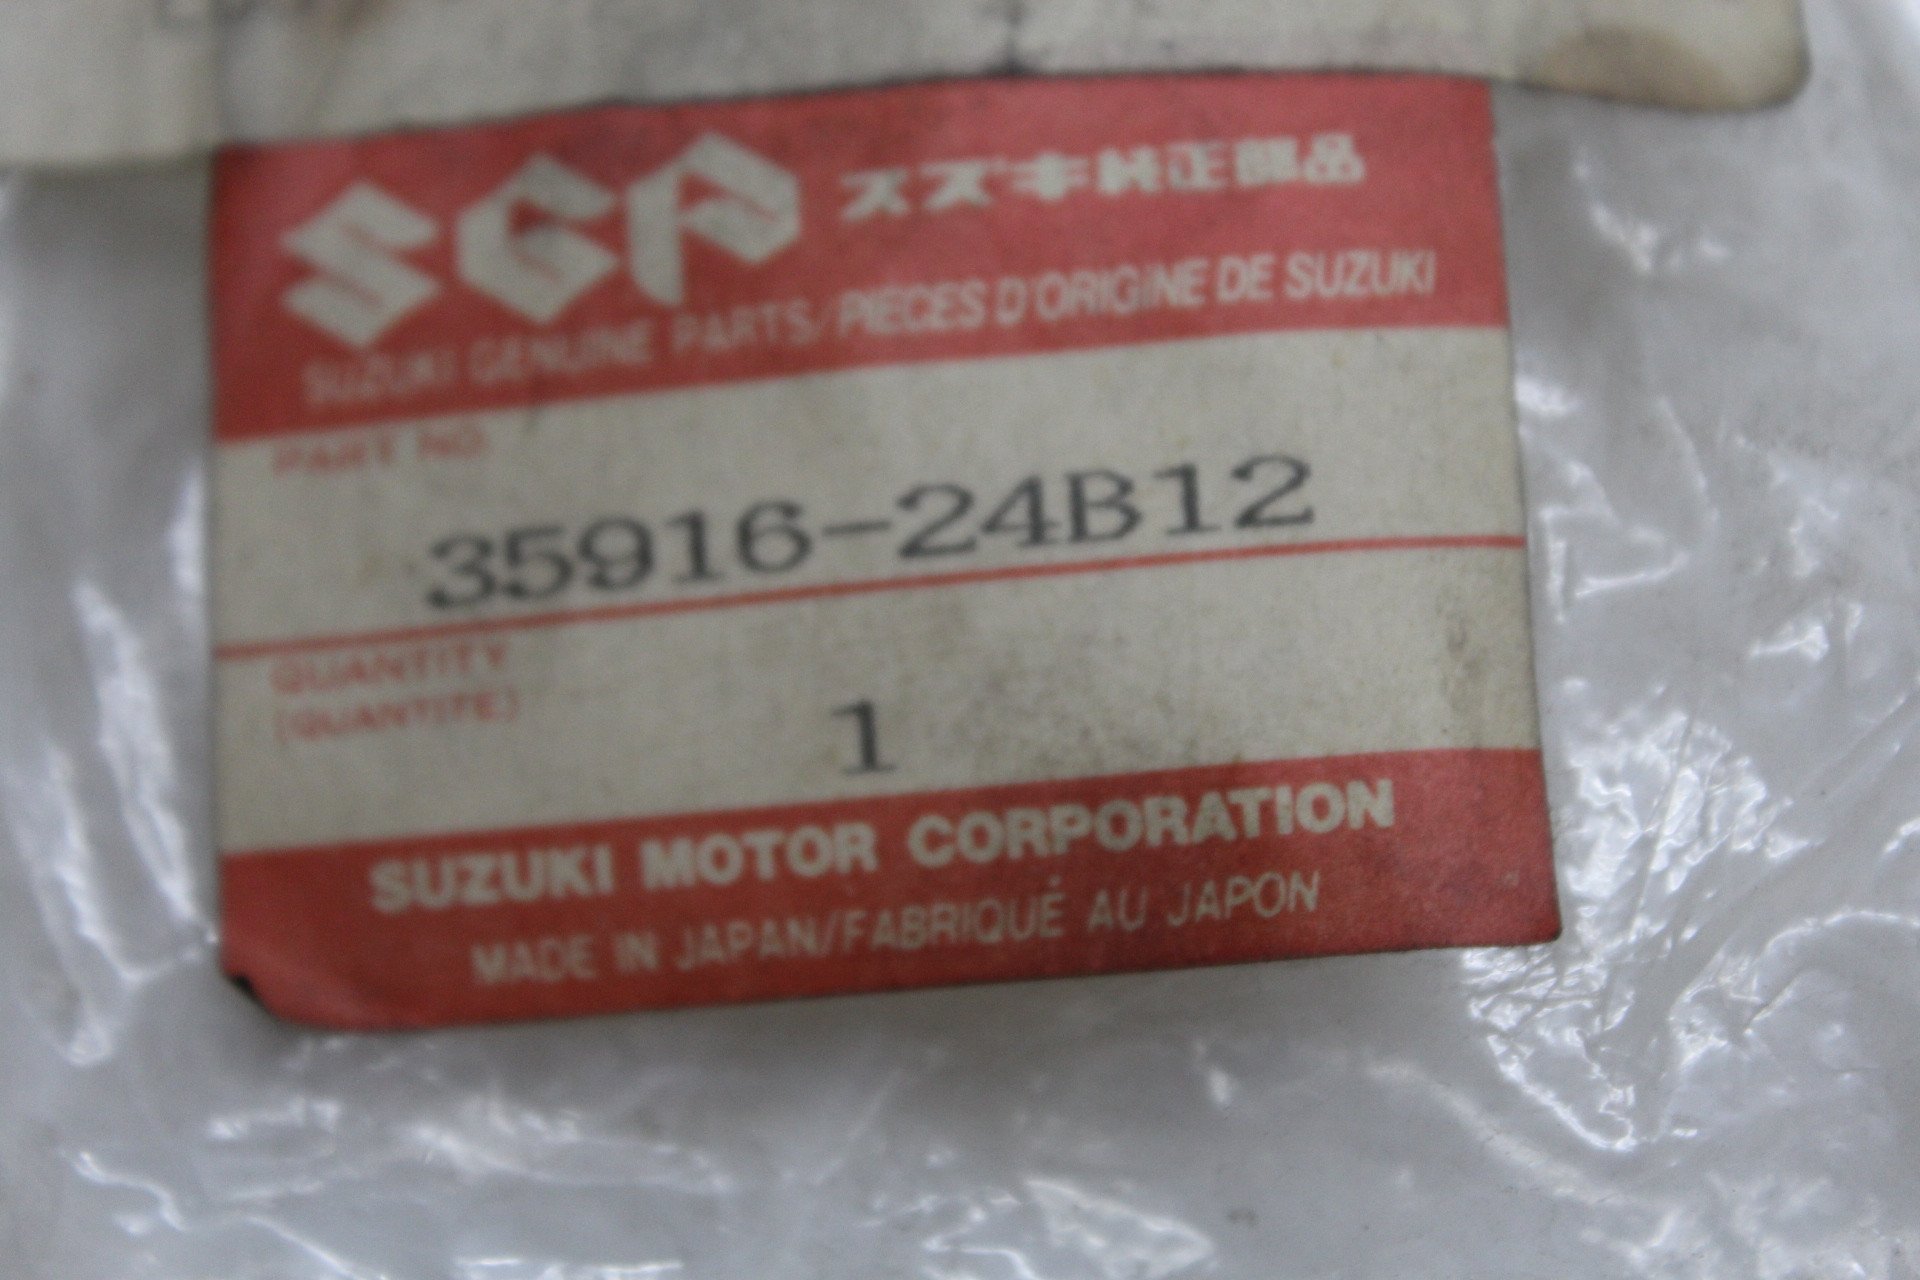 SGP スズキ純正部品
SUZUKI GENUINE PARTS/PIECES D'ORIGINE DE SUZUKI
PART NO.
35916-24B12
QUANTITY
(QUANTITE)
1
SUZUKI MOTOR CORPORATION
MADE IN JAPAN/FABRIQUÉ AU JAPON